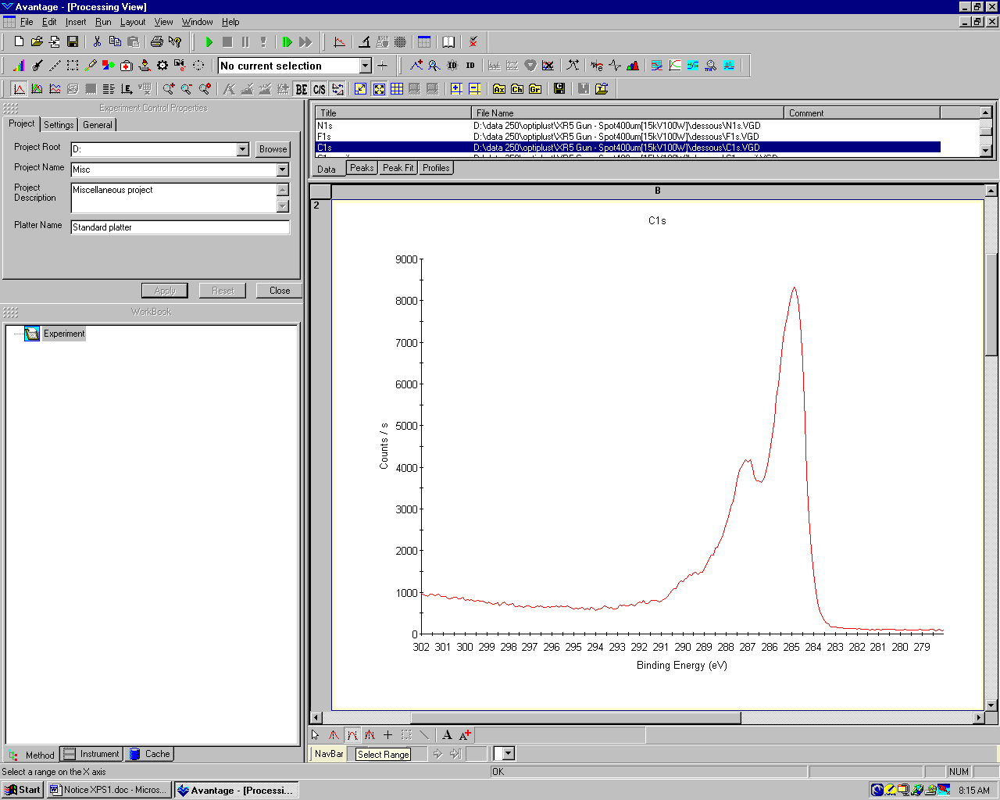 Avantage - [Processing View]
File Edit Insert Run Layout View Window Help
No current selection
ID ID
BE C/S
Ax Ch Gr
Experiment Control Properties
Project Settings General
Project Root D: Browse
Project Name Misc
Project Description Miscellaneous project
Platter Name Standard platter
Apply Reset Close
WorkBook
Experiment
Method Instrument Cache
Title File Name Comment
N1s D:\data 250\optiplust\XR5 Gun - Spot400um[15kV100W]\dessous\N1s.VGD
F1s D:\data 250\optiplust\XR5 Gun - Spot400um[15kV100W]\dessous\F1s.VGD
C1s D:\data 250\optiplust\XR5 Gun - Spot400um[15kV100W]\dessous\C1s.VGD
Data Peaks Peak Fit Profiles
B
2
C1s
9000
8000
7000
6000
5000
4000
3000
2000
1000
0
Counts / s
302 301 300 299 298 297 296 295 294 293 292 291 290 289 288 287 286 285 284 283 282 281 280 279
Binding Energy (eV)
A A
NavBar Select Range
Select a range on the X axis OK NUM
Start Notice XPS1.doc - Micros... Avantage - [Processi... 8:15 AM